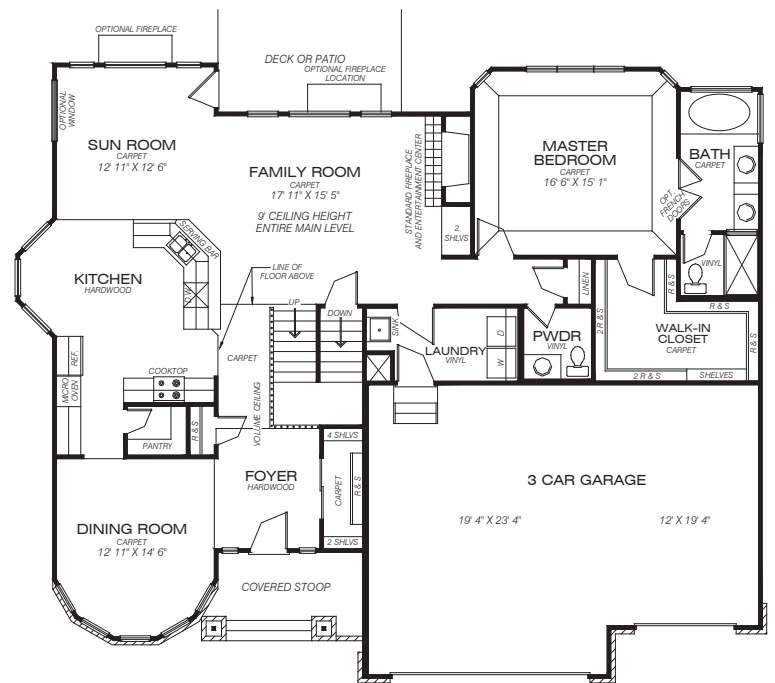 OPTIONAL FIREPLACE
DECK OR PATIO
OPTIONAL FIREPLACE
LOCATION
OPTIONAL
WINDOW
SUN ROOM
CARPET
12' 11" X 12' 6"
FAMILY ROOM
CARPET
17' 11" X 15' 5"
9' CEILING HEIGHT
ENTIRE MAIN LEVEL
STANDARD FIREPLACE
AND ENTERTAINMENT CENTER
2
SHLVS
MASTER
BEDROOM
CARPET
16' 6" X 15' 1"
OPT.
FRENCH
DOORS
BATH
CARPET
VINYL
SERVING BAR
KITCHEN
HARDWOOD
D.W.
LINE OF
FLOOR ABOVE
UP
DOWN
CARPET
VOLUME CEILING
SINK
LAUNDRY
VINYL
D
W
LINEN
PWDR
VINYL
R & S
R & S
2 R & S
WALK-IN
CLOSET
CARPET
R & S
2 R & S
SHELVES
REF.
MICRO
OVEN
COOKTOP
PANTRY
R & S
4 SHLVS
FOYER
HARDWOOD
CARPET
R & S
2 SHLVS
3 CAR GARAGE
19' 4" X 23' 4"
12' X 19' 4"
DINING ROOM
CARPET
12' 11" X 14' 6"
COVERED STOOP